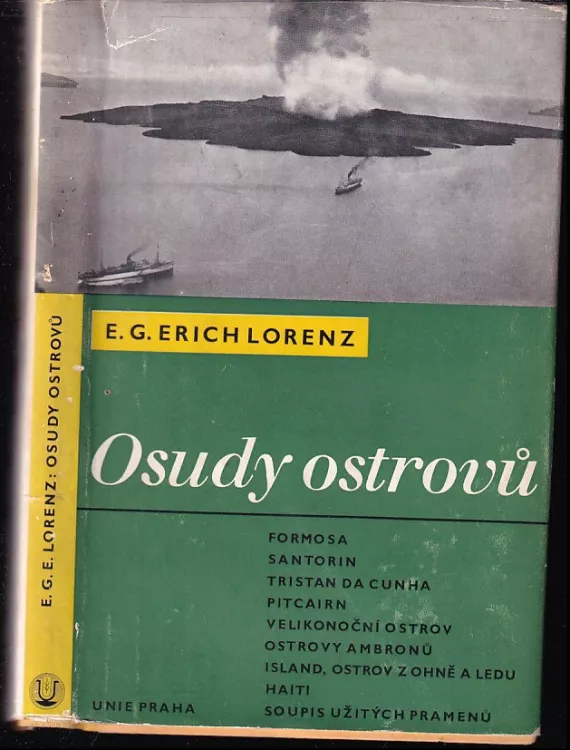 E. G. ERICH LORENZ
Osudy ostrovů
FORMOSA
SANTORIN
TRISTAN DA CUNHA
PITCAIRN
VELIKONOČNÍ OSTROV
OSTROVY AMBRONŮ
ISLAND, OSTROV Z OHNĚ A LEDU
HAITI
UNIE PRAHA SOUPIS UŽITÝCH PRAMENŮ
E. G. E. LORENZ: OSUDY OSTROVŮ
U